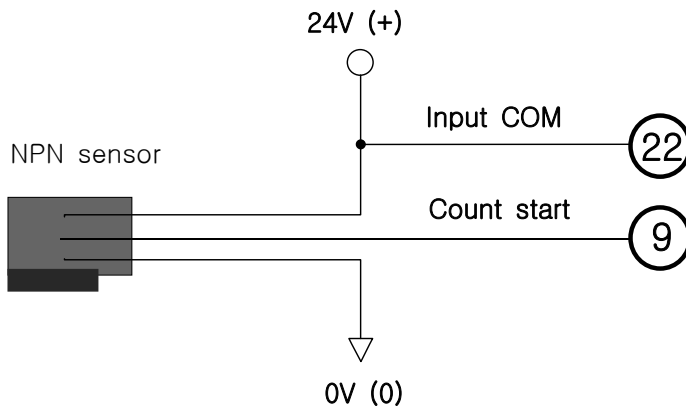 24V (+)
Input COM
22
NPN sensor
Count start
9
0V (0)